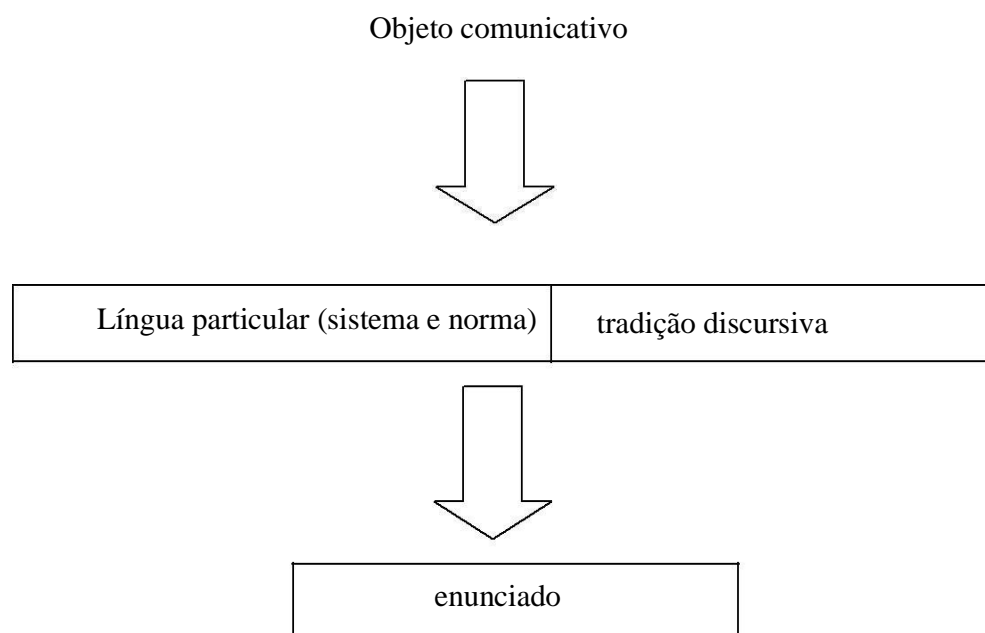 Objeto comunicativo
Língua particular (sistema e norma)
tradição discursiva
enunciado